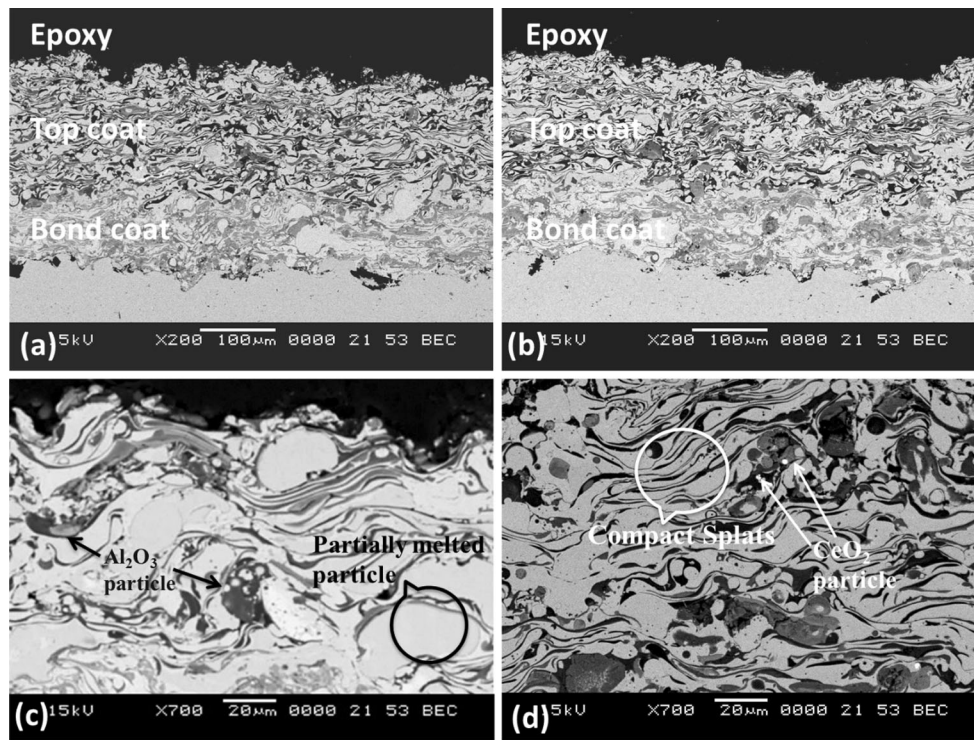 Epoxy
Top coat
Bond coat
(a) 15kV X200 100μm 0000 21 53 BEC
Epoxy
Top coat
Bond coat
(b) 15kV X200 100μm 0000 21 53 BEC
Al₂O₃
particle
Partially melted
particle
(c) 15kV X700 20μm 0000 21 53 BEC
Compact Splats
CeO₂
particle
(d) 5kV X700 20μm 0000 21 53 BEC